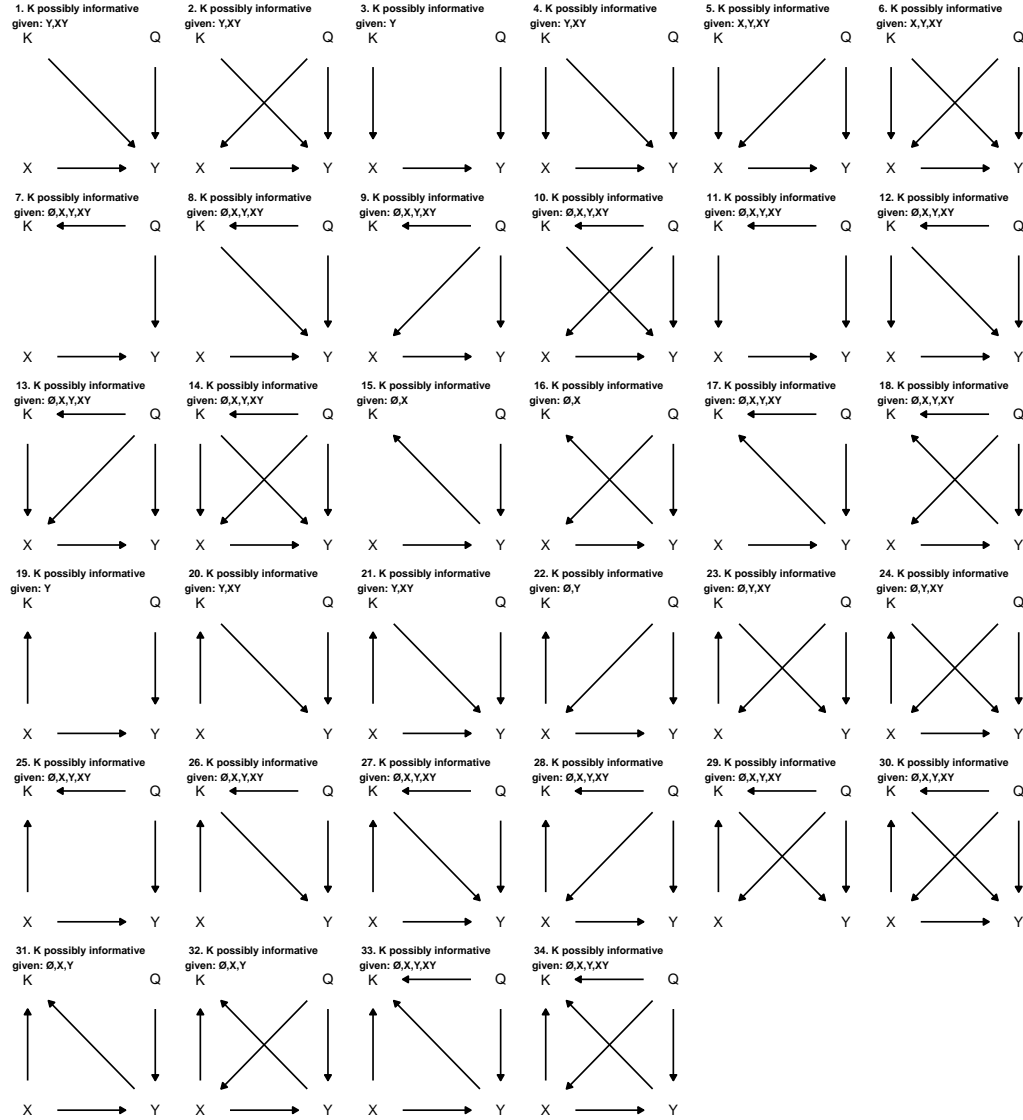 1. K possibly informative
given: Y,XY
K Q
X Y
2. K possibly informative
given: Y,XY
K Q
X Y
3. K possibly informative
given: Y
K Q
X Y
4. K possibly informative
given: Y,XY
K Q
X Y
5. K possibly informative
given: X,Y,XY
K Q
X Y
6. K possibly informative
given: X,Y,XY
K Q
X Y
7. K possibly informative
given: Ø,X,Y,XY
K Q
X Y
8. K possibly informative
given: Ø,X,Y,XY
K Q
X Y
9. K possibly informative
given: Ø,X,Y,XY
K Q
X Y
10. K possibly informative
given: Ø,X,Y,XY
K Q
X Y
11. K possibly informative
given: Ø,X,Y,XY
K Q
X Y
12. K possibly informative
given: Ø,X,Y,XY
K Q
X Y
13. K possibly informative
given: Ø,X,Y,XY
K Q
X Y
14. K possibly informative
given: Ø,X,Y,XY
K Q
X Y
15. K possibly informative
given: Ø,X
K Q
X Y
16. K possibly informative
given: Ø,X
K Q
X Y
17. K possibly informative
given: Ø,X,Y,XY
K Q
X Y
18. K possibly informative
given: Ø,X,Y,XY
K Q
X Y
19. K possibly informative
given: Y
K Q
X Y
20. K possibly informative
given: Y,XY
K Q
X Y
21. K possibly informative
given: Y,XY
K Q
X Y
22. K possibly informative
given: Ø,Y
K Q
X Y
23. K possibly informative
given: Ø,Y,XY
K Q
X Y
24. K possibly informative
given: Ø,Y,XY
K Q
X Y
25. K possibly informative
given: Ø,X,Y,XY
K Q
X Y
26. K possibly informative
given: Ø,X,Y,XY
K Q
X Y
27. K possibly informative
given: Ø,X,Y,XY
K Q
X Y
28. K possibly informative
given: Ø,X,Y,XY
K Q
X Y
29. K possibly informative
given: Ø,X,Y,XY
K Q
X Y
30. K possibly informative
given: Ø,X,Y,XY
K Q
X Y
31. K possibly informative
given: Ø,X,Y
K Q
X Y
32. K possibly informative
given: Ø,X,Y
K Q
X Y
33. K possibly informative
given: Ø,X,Y,XY
K Q
X Y
34. K possibly informative
given: Ø,X,Y,XY
K Q
X Y